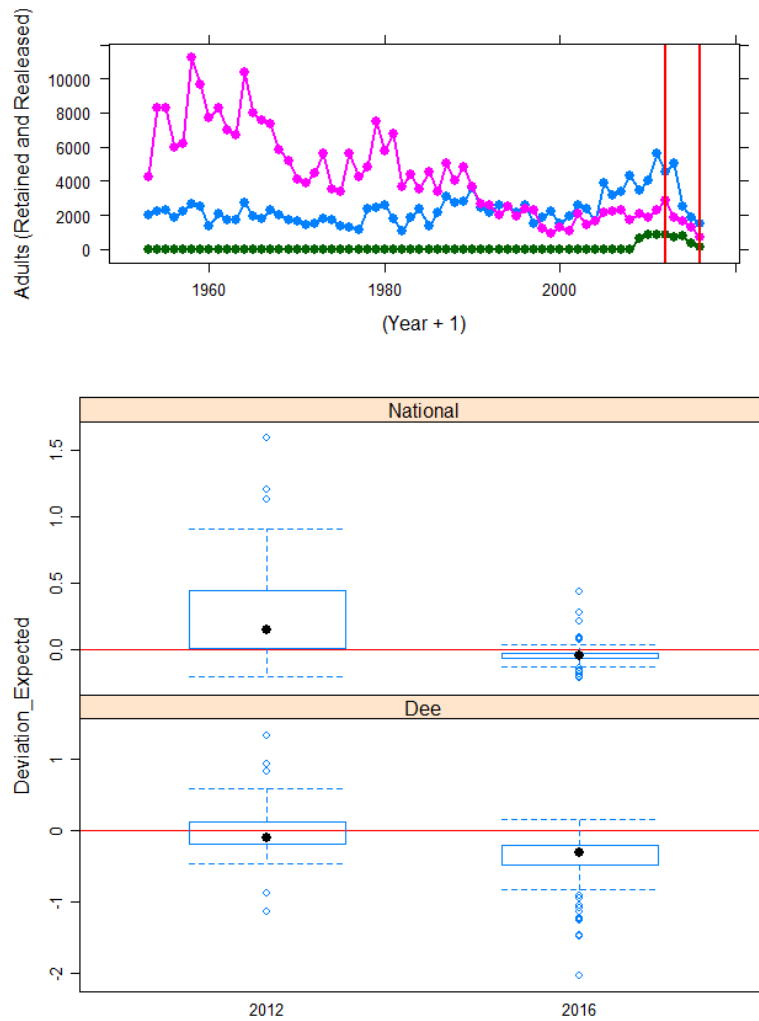 Adults (Retained and Realeased)
10000
8000
6000
4000
2000
0
1960 1980 2000
(Year + 1)
Deviation_Expected
National
1.5
1.0
0.5
0.0
Dee
1
0
-1
-2
2012 2016